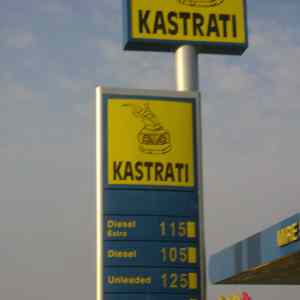 KASTRATI
KASTRATI
Diesel
Extra 115
Diesel 105
Unleaded 125